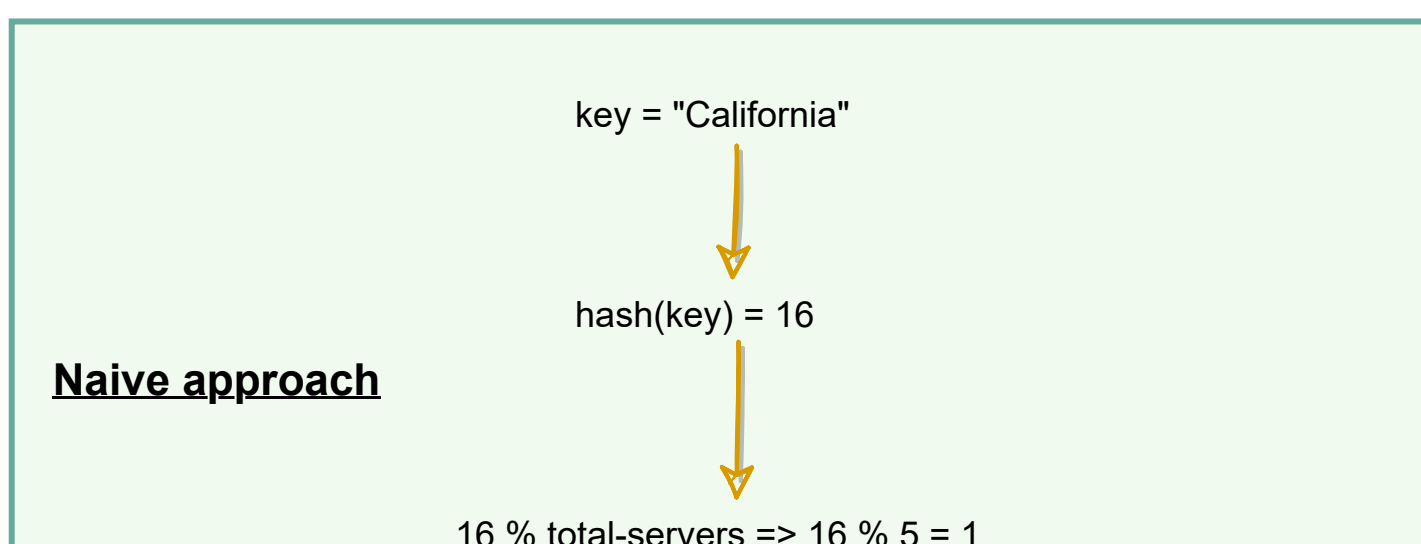 key = "California"
hash(key) = 16
Naive approach
16 % total-servers => 16 % 5 = 1